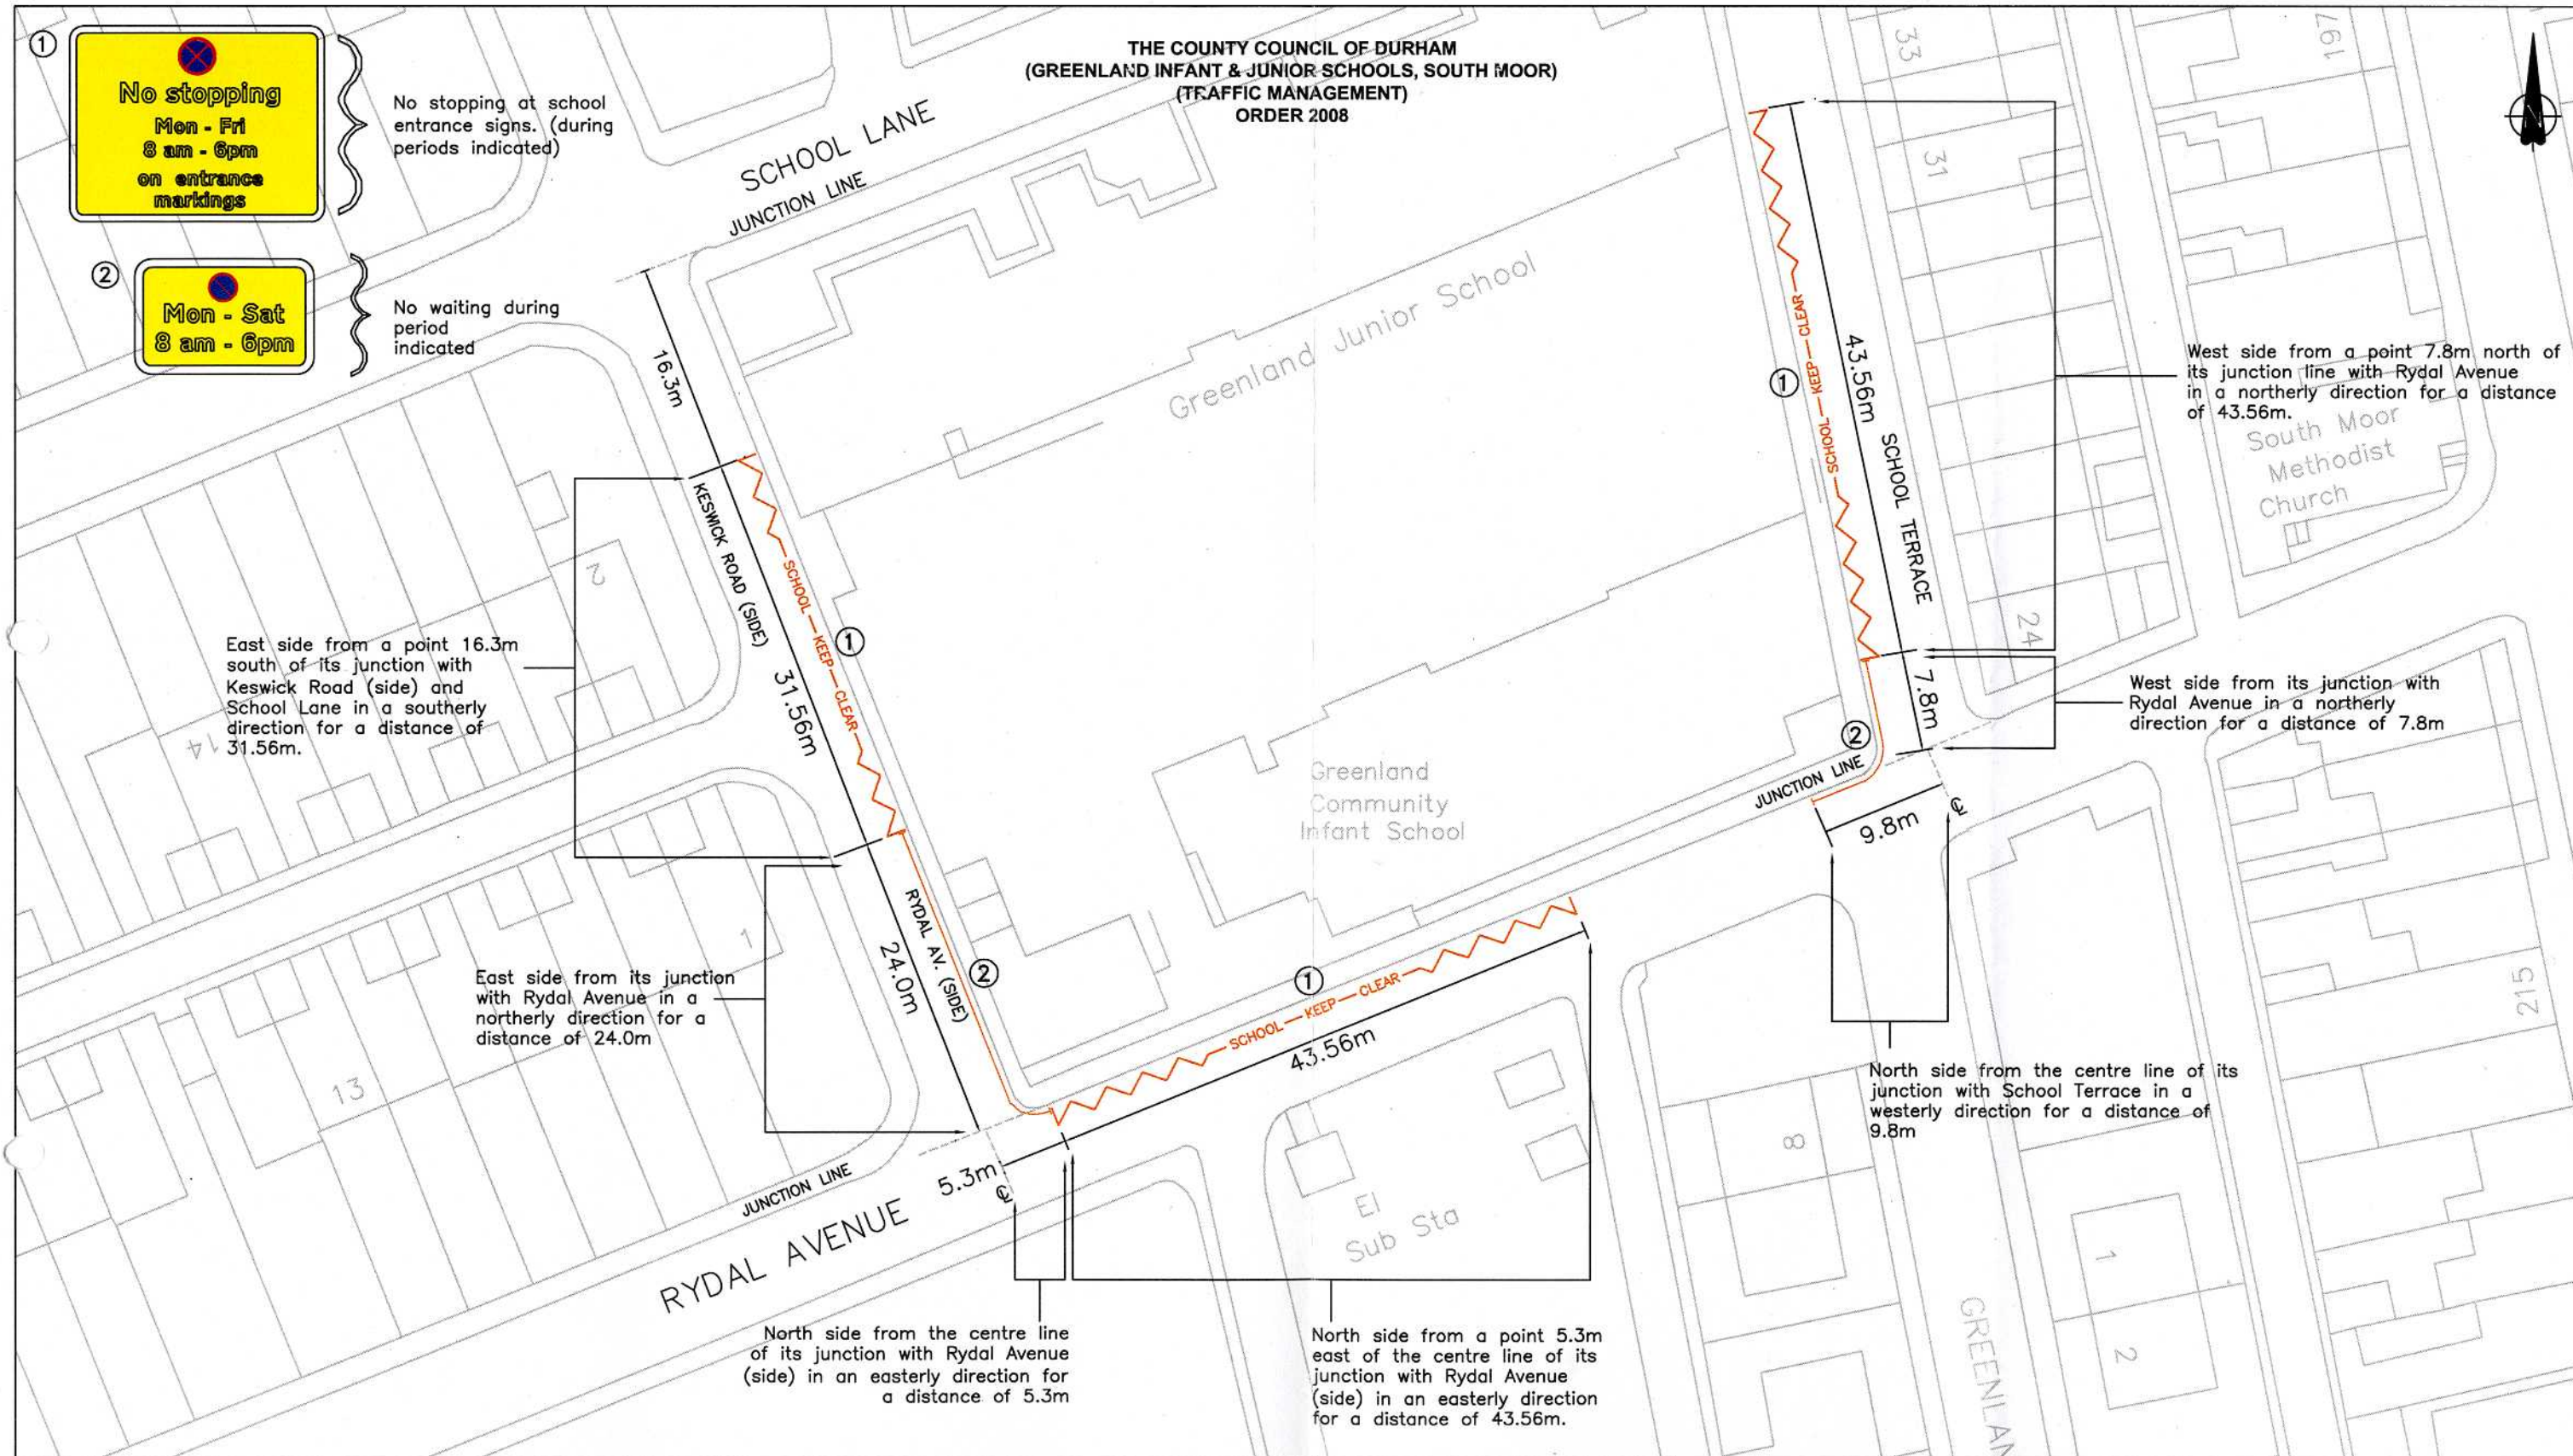 THE COUNTY COUNCIL OF DURHAM
(GREENLAND INFANT & JUNIOR SCHOOLS, SOUTH MOOR)
(TRAFFIC MANAGEMENT)
ORDER 2008
1
No stopping
Mon - Fri
8 am - 6pm
on entrance
markings
No stopping at school
entrance signs. (during
periods indicated)
2
Mon - Sat
8 am - 6pm
No waiting during
period
indicated
SCHOOL LANE
JUNCTION LINE
33
31
197
N
16.3m
Greenland Junior School
1
SCHOOL KEEP CLEAR
43.56m
SCHOOL TERRACE
West side from a point 7.8m north of
its junction line with Rydal Avenue
in a northerly direction for a distance
of 43.56m.
South Moor
Methodist
Church
KESWICK ROAD (SIDE)
SCHOOL KEEP CLEAR
1
31.56m
2
14
24
East side from a point 16.3m
south of its junction with
Keswick Road (side) and
School Lane in a southerly
direction for a distance of
31.56m.
7.8m
West side from its junction with
Rydal Avenue in a northerly
direction for a distance of 7.8m
2
JUNCTION LINE
9.8m
℄
Greenland
Community
Infant School
RYDAL AV. (SIDE)
24.0m
2
1
13
East side from its junction
with Rydal Avenue in a
northerly direction for a
distance of 24.0m
1
SCHOOL KEEP CLEAR
43.56m
215
North side from the centre line of its
junction with School Terrace in a
westerly direction for a distance of
9.8m
8
1
2
El
Sub Sta
5.3m
℄
JUNCTION LINE
RYDAL AVENUE
North side from the centre line
of its junction with Rydal Avenue
(side) in an easterly direction for
a distance of 5.3m
North side from a point 5.3m
east of the centre line of its
junction with Rydal Avenue
(side) in an easterly direction
for a distance of 43.56m.
GREENLAN